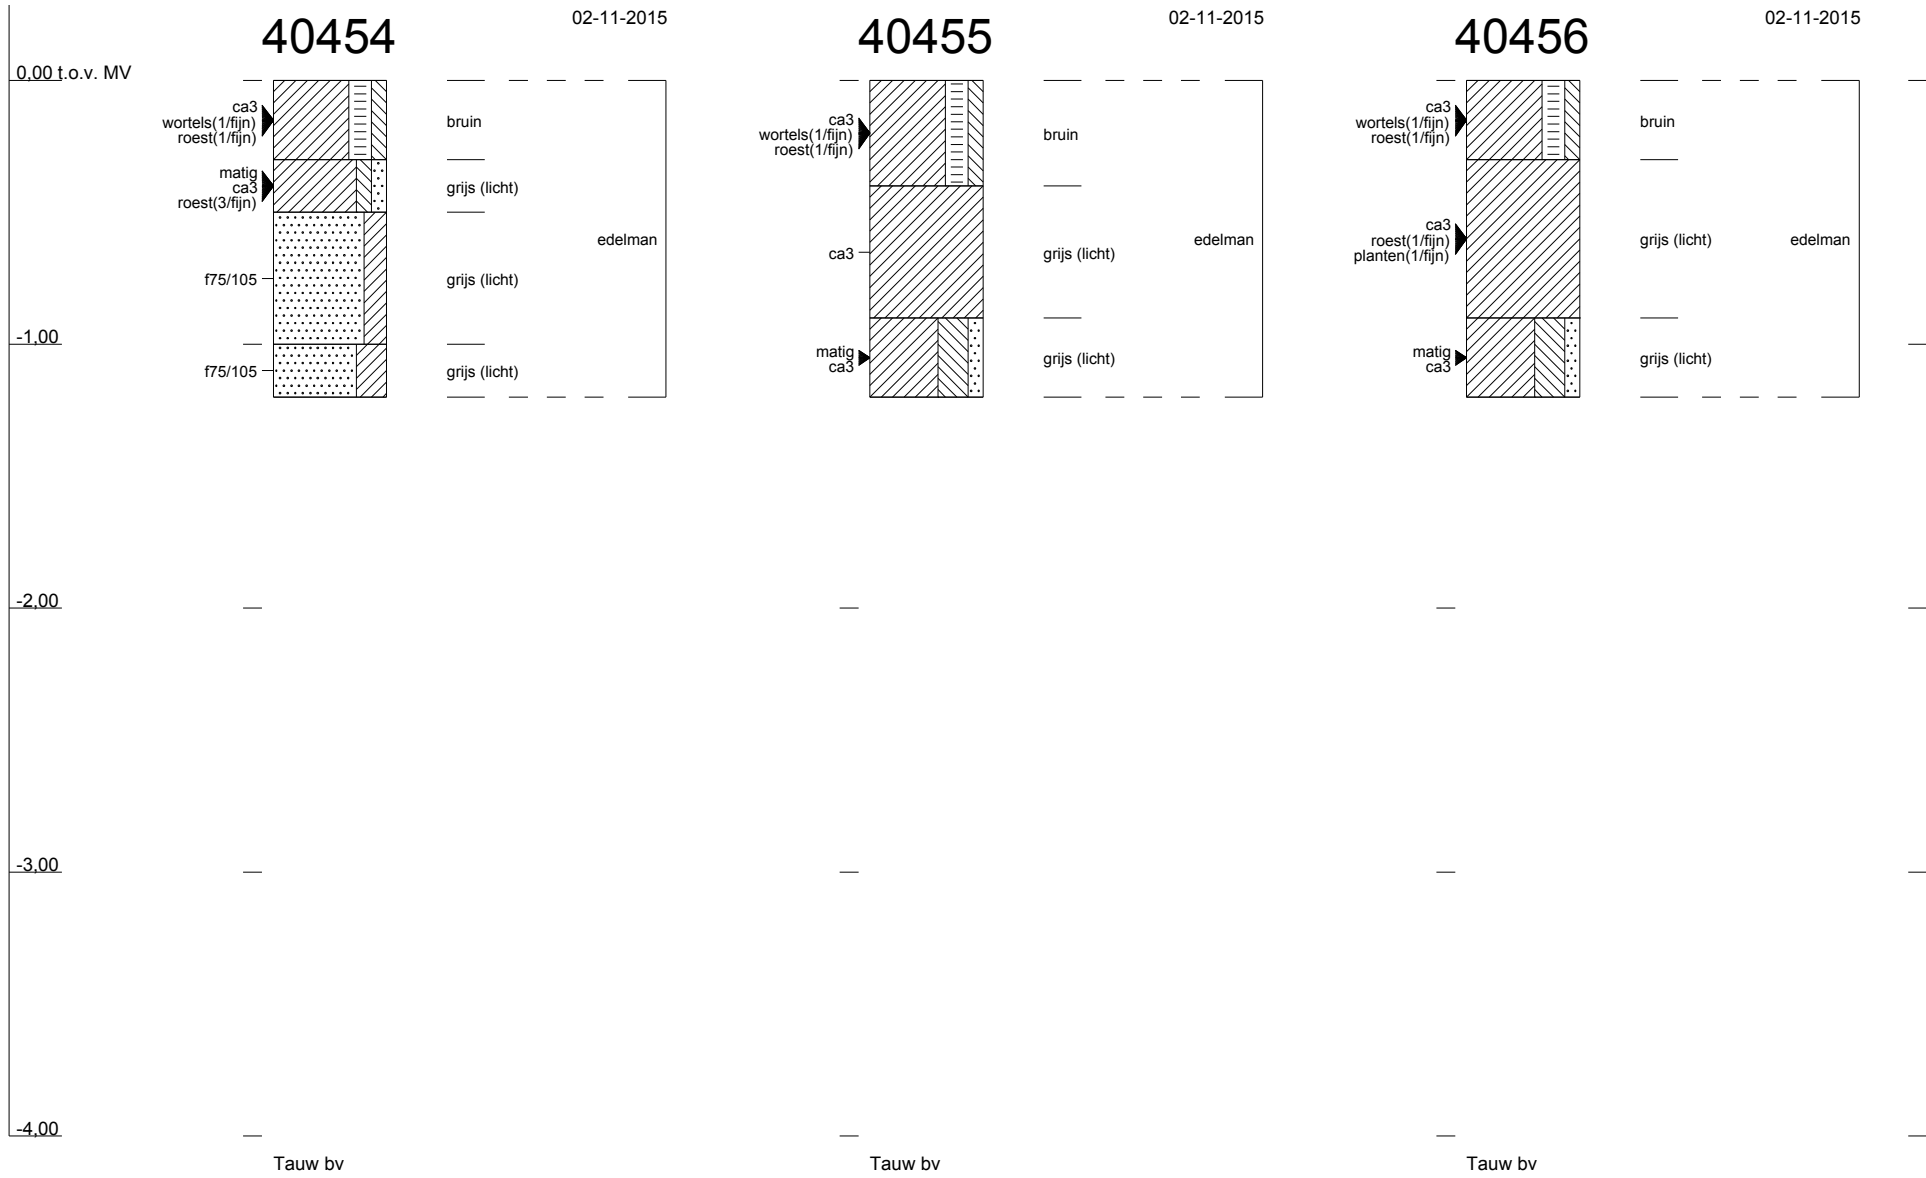 40454
02-11-2015
40455
02-11-2015
40456
02-11-2015
0,00 t.o.v. MV
-1,00
-2,00
-3,00
-4,00
ca3
wortels(1/fijn)
roest(1/fijn)
bruin
matig
ca3
roest(3/fijn)
grijs (licht)
edelman
f75/105
grijs (licht)
f75/105
grijs (licht)
Tauw bv
ca3
wortels(1/fijn)
roest(1/fijn)
bruin
edelman
ca3
grijs (licht)
matig
ca3
grijs (licht)
Tauw bv
ca3
wortels(1/fijn)
roest(1/fijn)
bruin
ca3
roest(1/fijn)
planten(1/fijn)
grijs (licht)
edelman
matig
ca3
grijs (licht)
Tauw bv